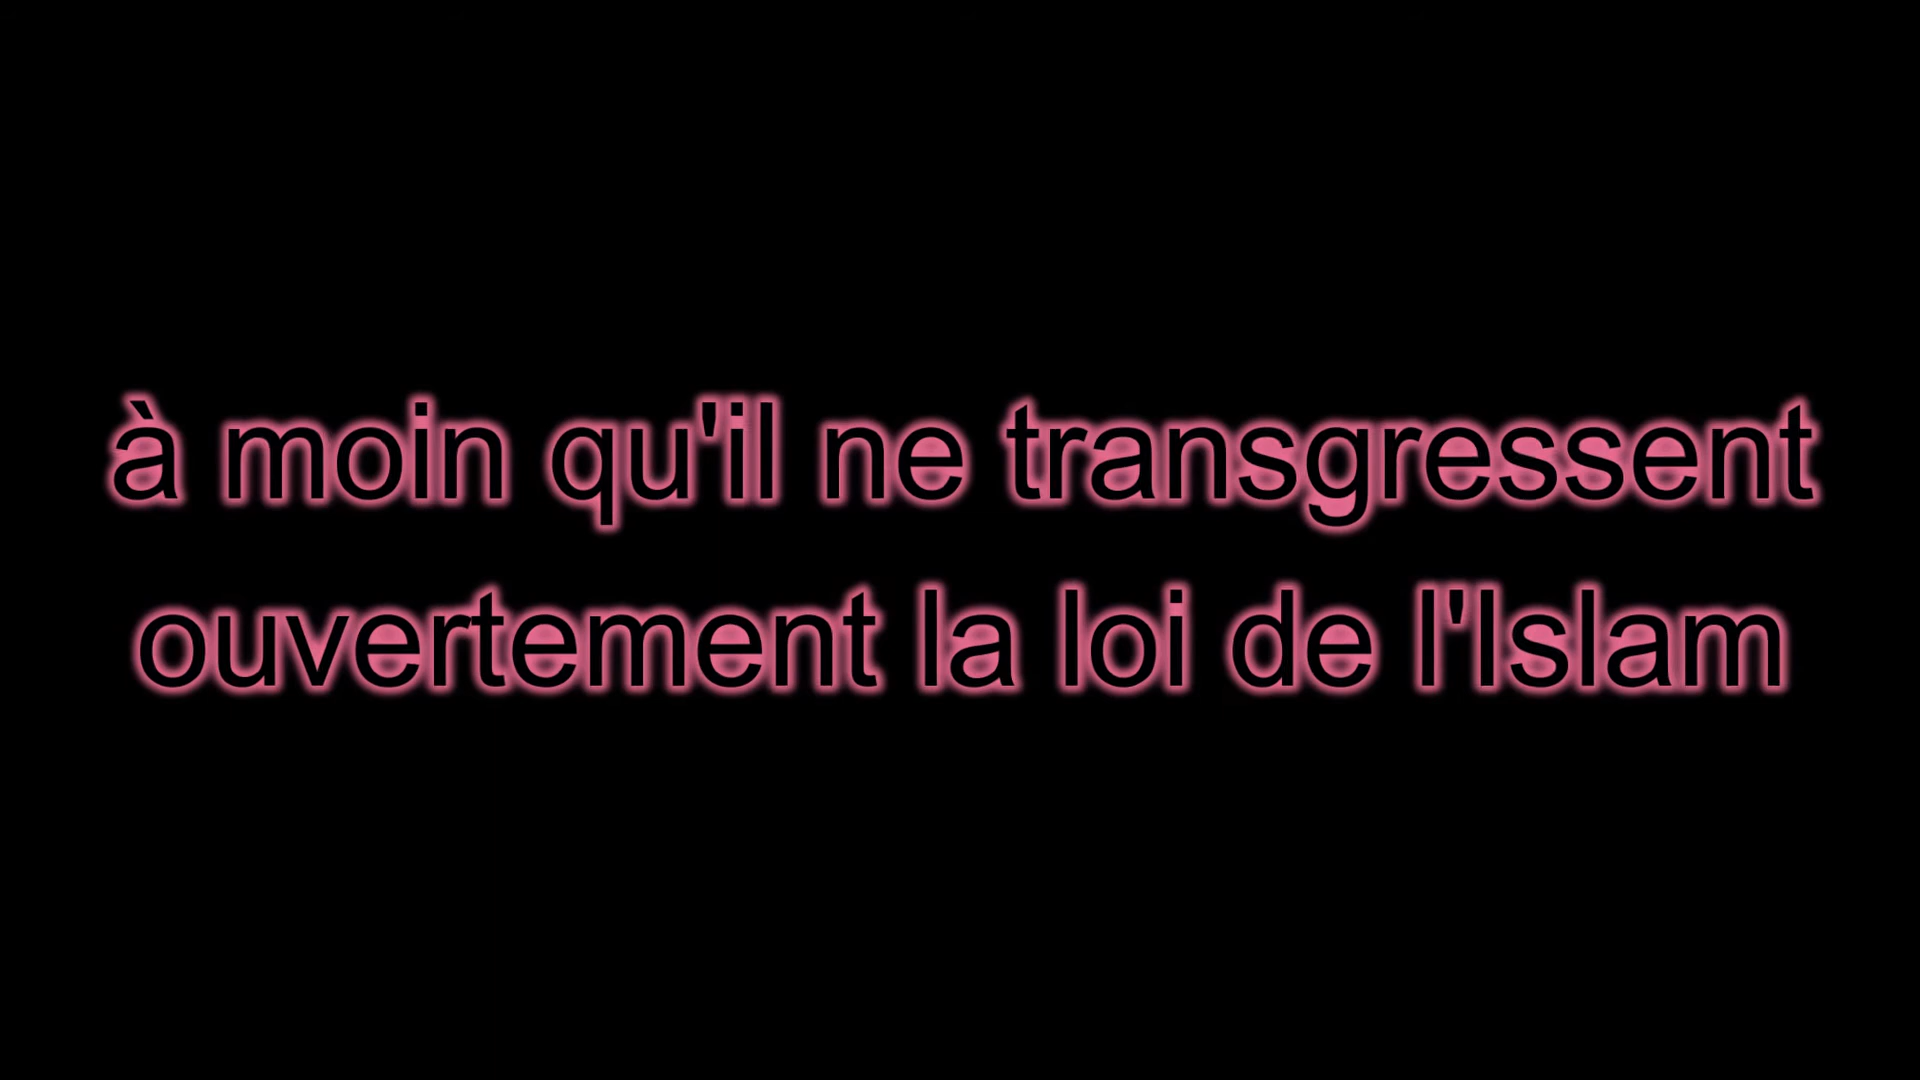 à moin qu'il ne transgressent
ouvertement la loi de l'Islam